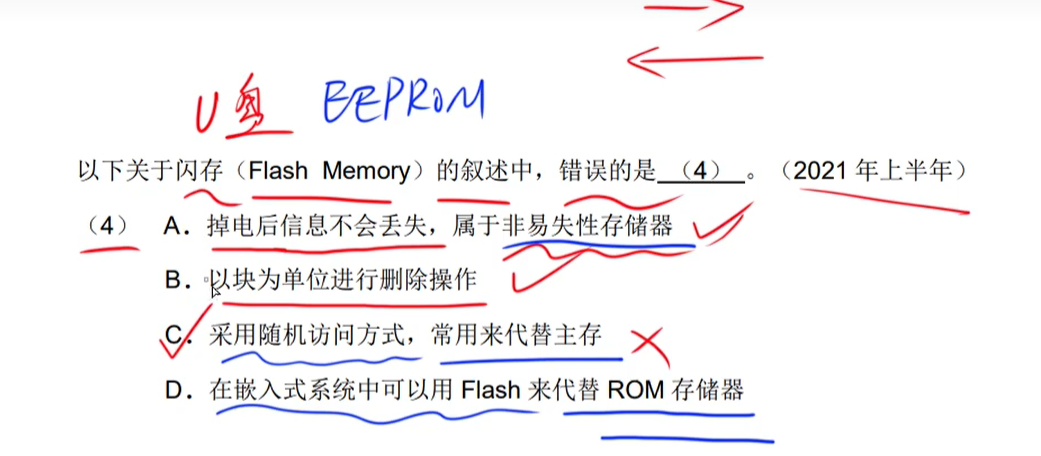 U盘 EEPROM
以下关于闪存（Flash Memory）的叙述中，错误的是（4）。（2021年上半年）
（4） A．掉电后信息不会丢失，属于非易失性存储器
B．以块为单位进行删除操作
C．采用随机访问方式，常用来代替主存
D．在嵌入式系统中可以用 Flash 来代替 ROM 存储器